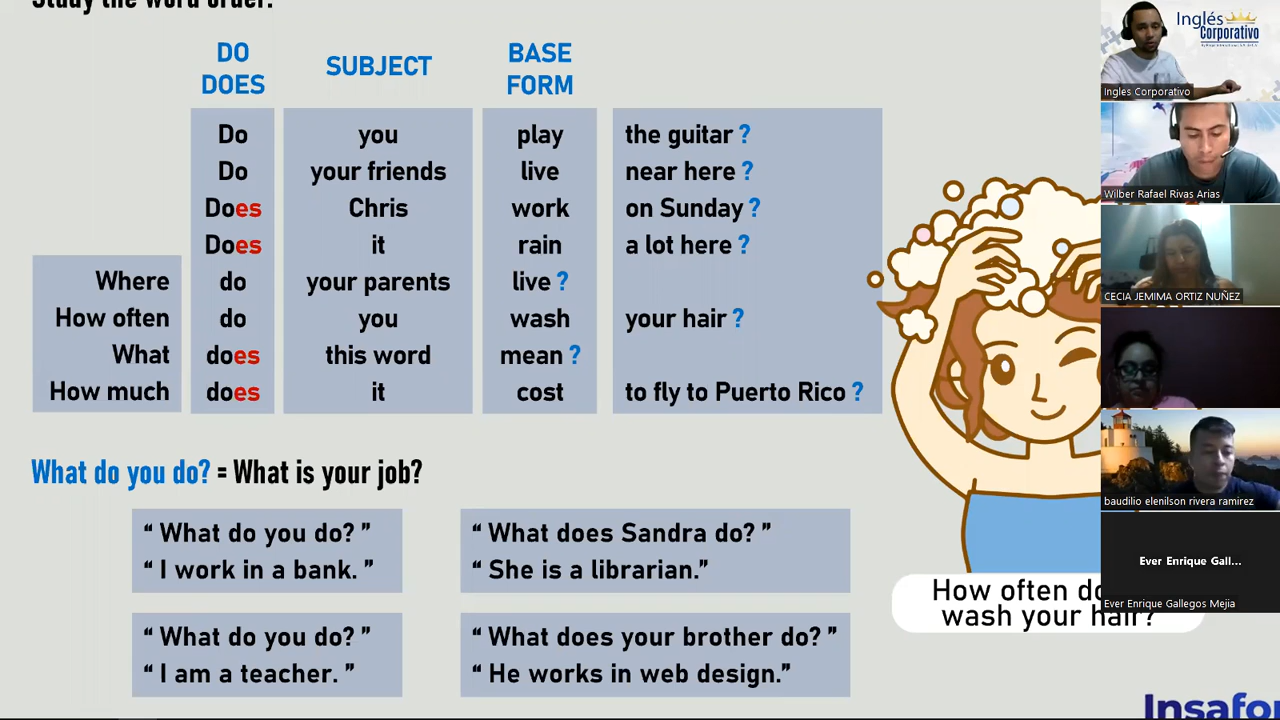 Study the word order:
DO DOES SUBJECT BASE FORM
Do you play the guitar ?
Do your friends live near here ?
Does Chris work on Sunday ?
Does it rain a lot here ?
Where do your parents live ?
How often do you wash your hair ?
What does this word mean ?
How much does it cost to fly to Puerto Rico ?
What do you do? = What is your job?
“ What do you do? ”
“ I work in a bank. ”
“ What does Sandra do? ”
“ She is a librarian.”
“ What do you do? ”
“ I am a teacher. ”
“ What does your brother do? ”
“ He works in web design.”
How often do
wash your hair?
Inglés
Corporativo
Ingles Corporativo
Wilber Rafael Rivas Arias
CECIA JEMIMA ORTIZ NUÑEZ
baudilio elenilson rivera ramirez
Ever Enrique Gall...
Ever Enrique Gallegos Mejia
Insafo